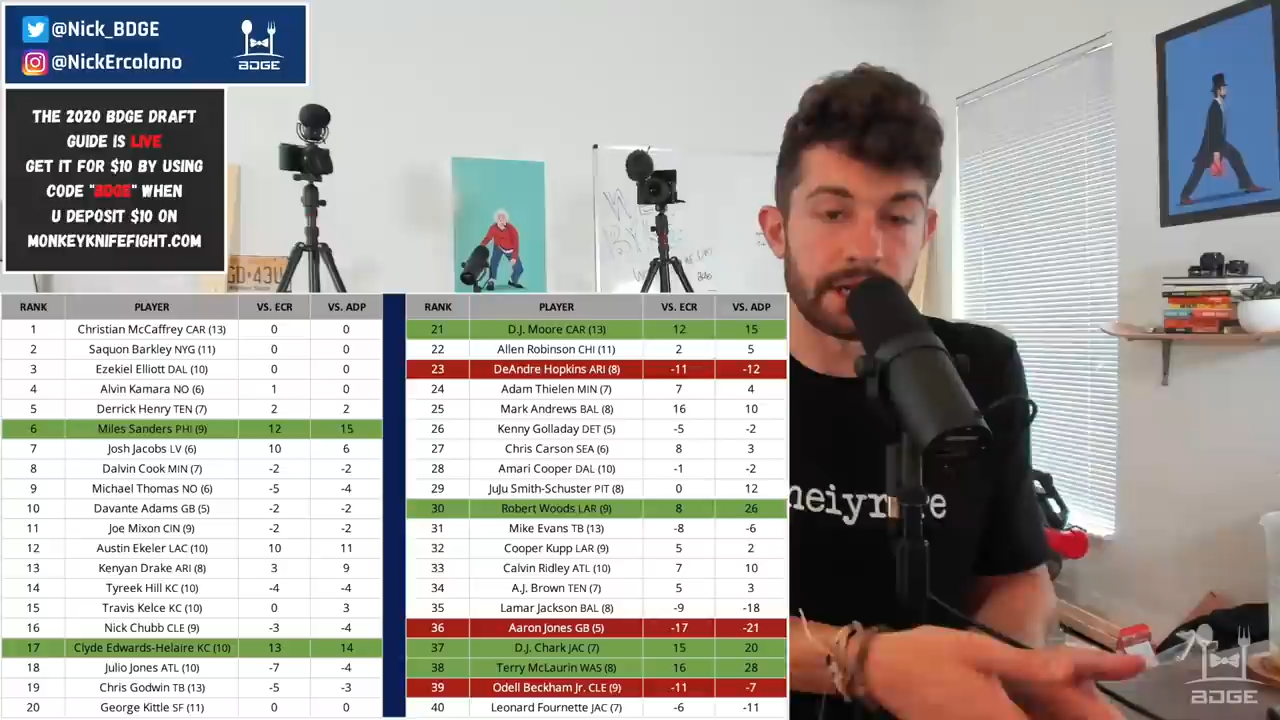 @Nick_BDGE
@NickErcolano
BDGE
THE 2020 BDGE DRAFT
GUIDE IS LIVE
GET IT FOR $10 BY USING
CODE "BDGE" WHEN
U DEPOSIT $10 ON
MONKEYKNIFEFIGHT.COM
RANK PLAYER VS. ECR VS. ADP
1 Christian McCaffrey CAR (13) 0 0
2 Saquon Barkley NYG (11) 0 0
3 Ezekiel Elliott DAL (10) 0 0
4 Alvin Kamara NO (6) 1 0
5 Derrick Henry TEN (7) 2 2
6 Miles Sanders PHI (9) 12 15
7 Josh Jacobs LV (6) 10 6
8 Dalvin Cook MIN (7) -2 -2
9 Michael Thomas NO (6) -5 -4
10 Davante Adams GB (5) -2 -2
11 Joe Mixon CIN (9) -2 -2
12 Austin Ekeler LAC (10) 10 11
13 Kenyan Drake ARI (8) 3 9
14 Tyreek Hill KC (10) -4 -4
15 Travis Kelce KC (10) 0 3
16 Nick Chubb CLE (9) -3 -4
17 Clyde Edwards-Helaire KC (10) 13 14
18 Julio Jones ATL (10) -7 -4
19 Chris Godwin TB (13) -5 -3
20 George Kittle SF (11) 0 0
RANK PLAYER VS. ECR VS. ADP
21 D.J. Moore CAR (13) 12 15
22 Allen Robinson CHI (11) 2 5
23 DeAndre Hopkins ARI (8) -11 -12
24 Adam Thielen MIN (7) 7 4
25 Mark Andrews BAL (8) 16 10
26 Kenny Golladay DET (5) -5 -2
27 Chris Carson SEA (6) 8 3
28 Amari Cooper DAL (10) -1 -2
29 JuJu Smith-Schuster PIT (8) 0 12
30 Robert Woods LAR (9) 8 26
31 Mike Evans TB (13) -8 -6
32 Cooper Kupp LAR (9) 5 2
33 Calvin Ridley ATL (10) 7 10
34 A.J. Brown TEN (7) 5 3
35 Lamar Jackson BAL (8) -9 -18
36 Aaron Jones GB (5) -17 -21
37 D.J. Chark JAC (7) 15 20
38 Terry McLaurin WAS (8) 16 28
39 Odell Beckham Jr. CLE (9) -11 -7
40 Leonard Fournette JAC (7) -6 -11
BDGE